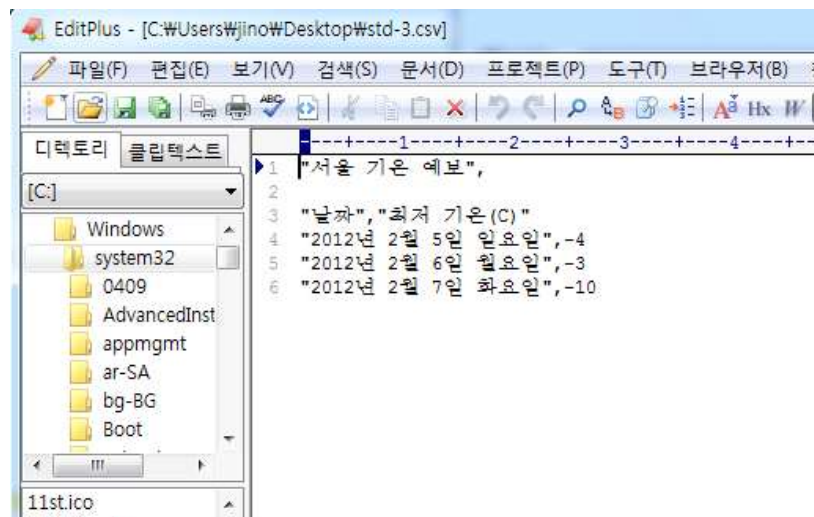 EditPlus - [C:₩Users₩jino₩Desktop₩std-3.csv]
파일(F) 편집(E) 보기(V) 검색(S) 문서(D) 프로젝트(P) 도구(T) 브라우저(B)
디렉토리 클립텍스트
[C:]
Windows
system32
0409
AdvancedInst
appmgmt
ar-SA
bg-BG
Boot
11st.ico
----+----1----+----2----+----3----+----4----+--
1 "서울 기온 예보",
2
3 "날짜","최저 기온(C)"
4 "2012년 2월 5일 일요일",-4
5 "2012년 2월 6일 월요일",-3
6 "2012년 2월 7일 화요일",-10